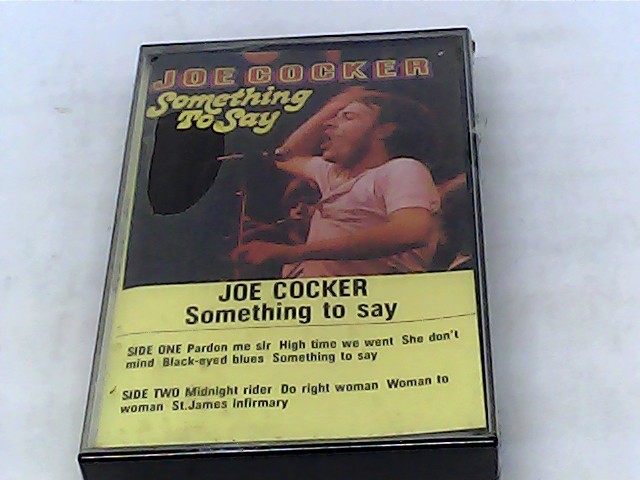 JOE COCKER
Something
To Say
JOE COCKER
Something to say
SIDE ONE Pardon me sir High time we went She don't
mind Black-eyed blues Something to say
SIDE TWO Midnight rider Do right woman Woman to
woman St.James infirmary